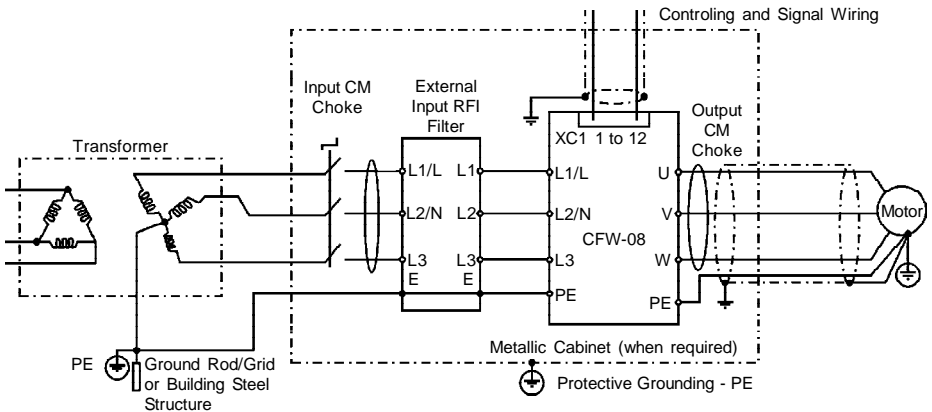 Controling and Signal Wiring
Input CM
Choke
External
Input RFI
Filter
Output
CM
Choke
Transformer
XC1 1 to 12
L1/L L1
L1/L
U
L2/N L2
L2/N
V
Motor
CFW-08
L3 L3
L3
W
E E
PE
PE
Metallic Cabinet (when required)
PE
Ground Rod/Grid
or Building Steel
Structure
Protective Grounding - PE